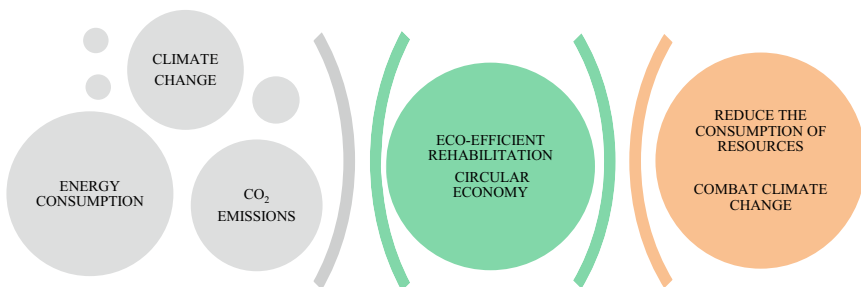 CLIMATE
CHANGE
ENERGY
CONSUMPTION
CO₂
EMISSIONS
ECO-EFFICIENT
REHABILITATION
CIRCULAR
ECONOMY
REDUCE THE
CONSUMPTION OF
RESOURCES
COMBAT CLIMATE
CHANGE